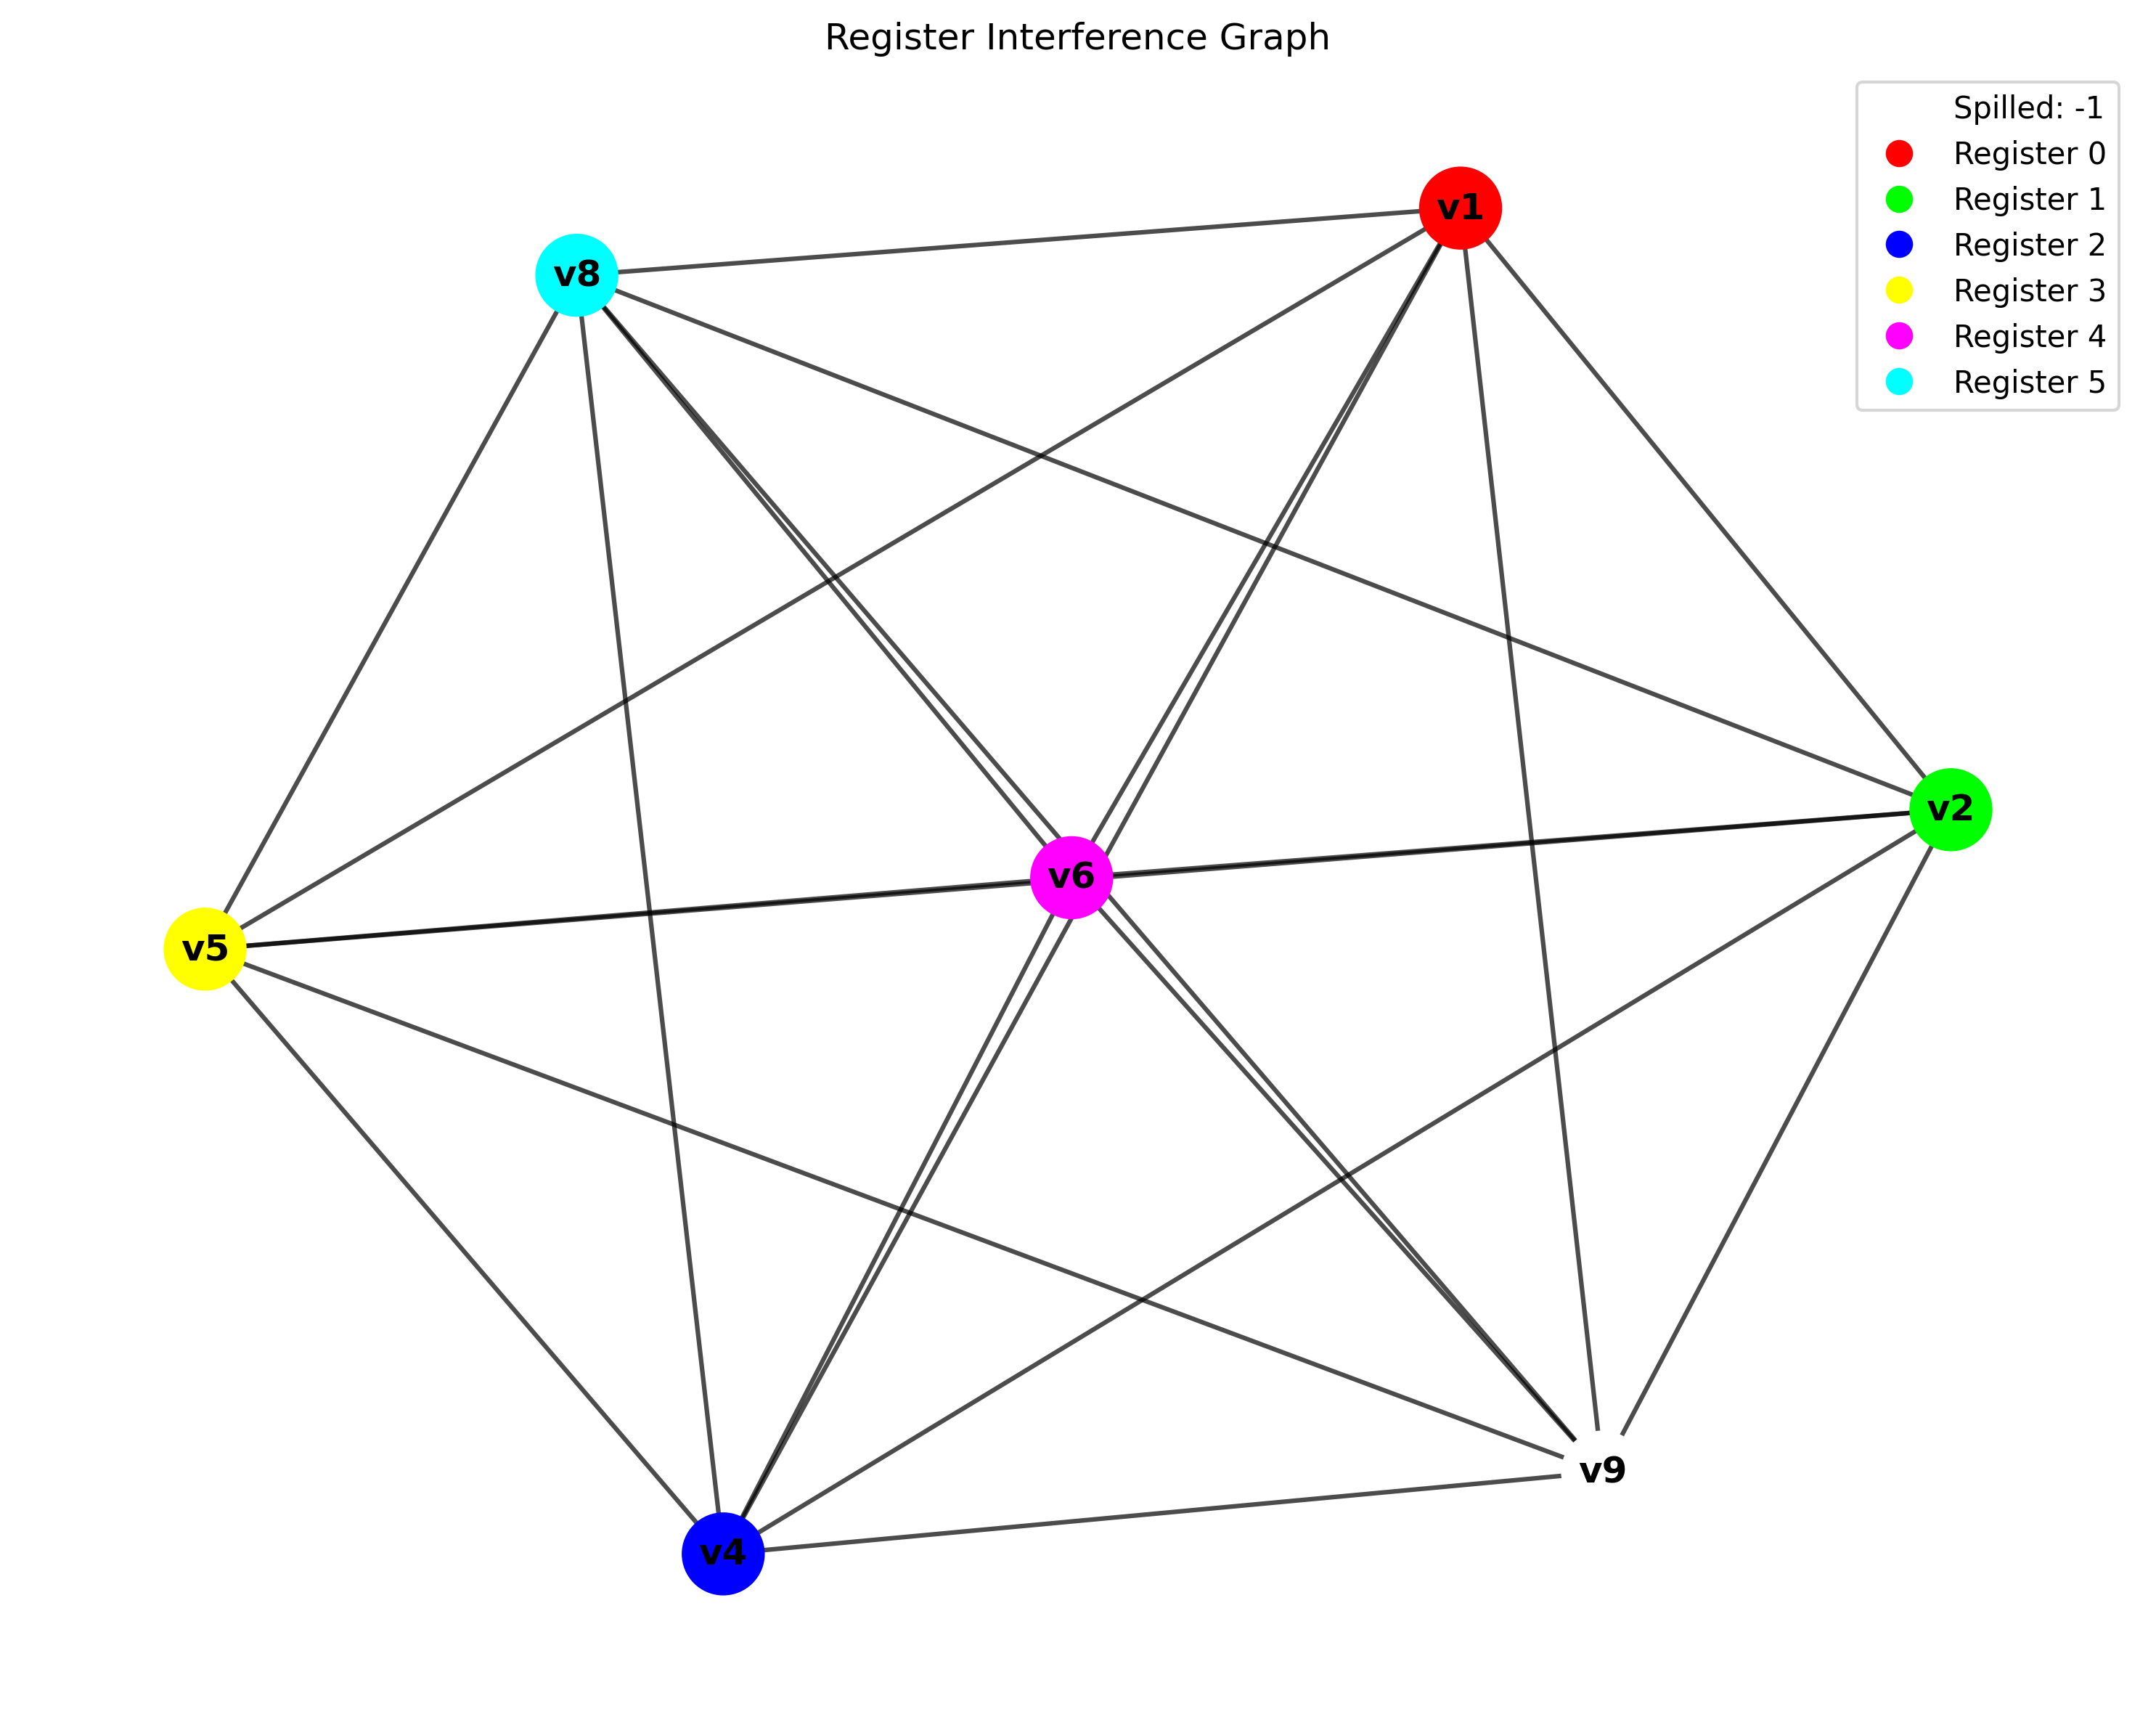 Register Interference Graph
Spilled: -1
Register 0
Register 1
Register 2
Register 3
Register 4
Register 5
v1
v8
v2
v6
v5
v9
v4